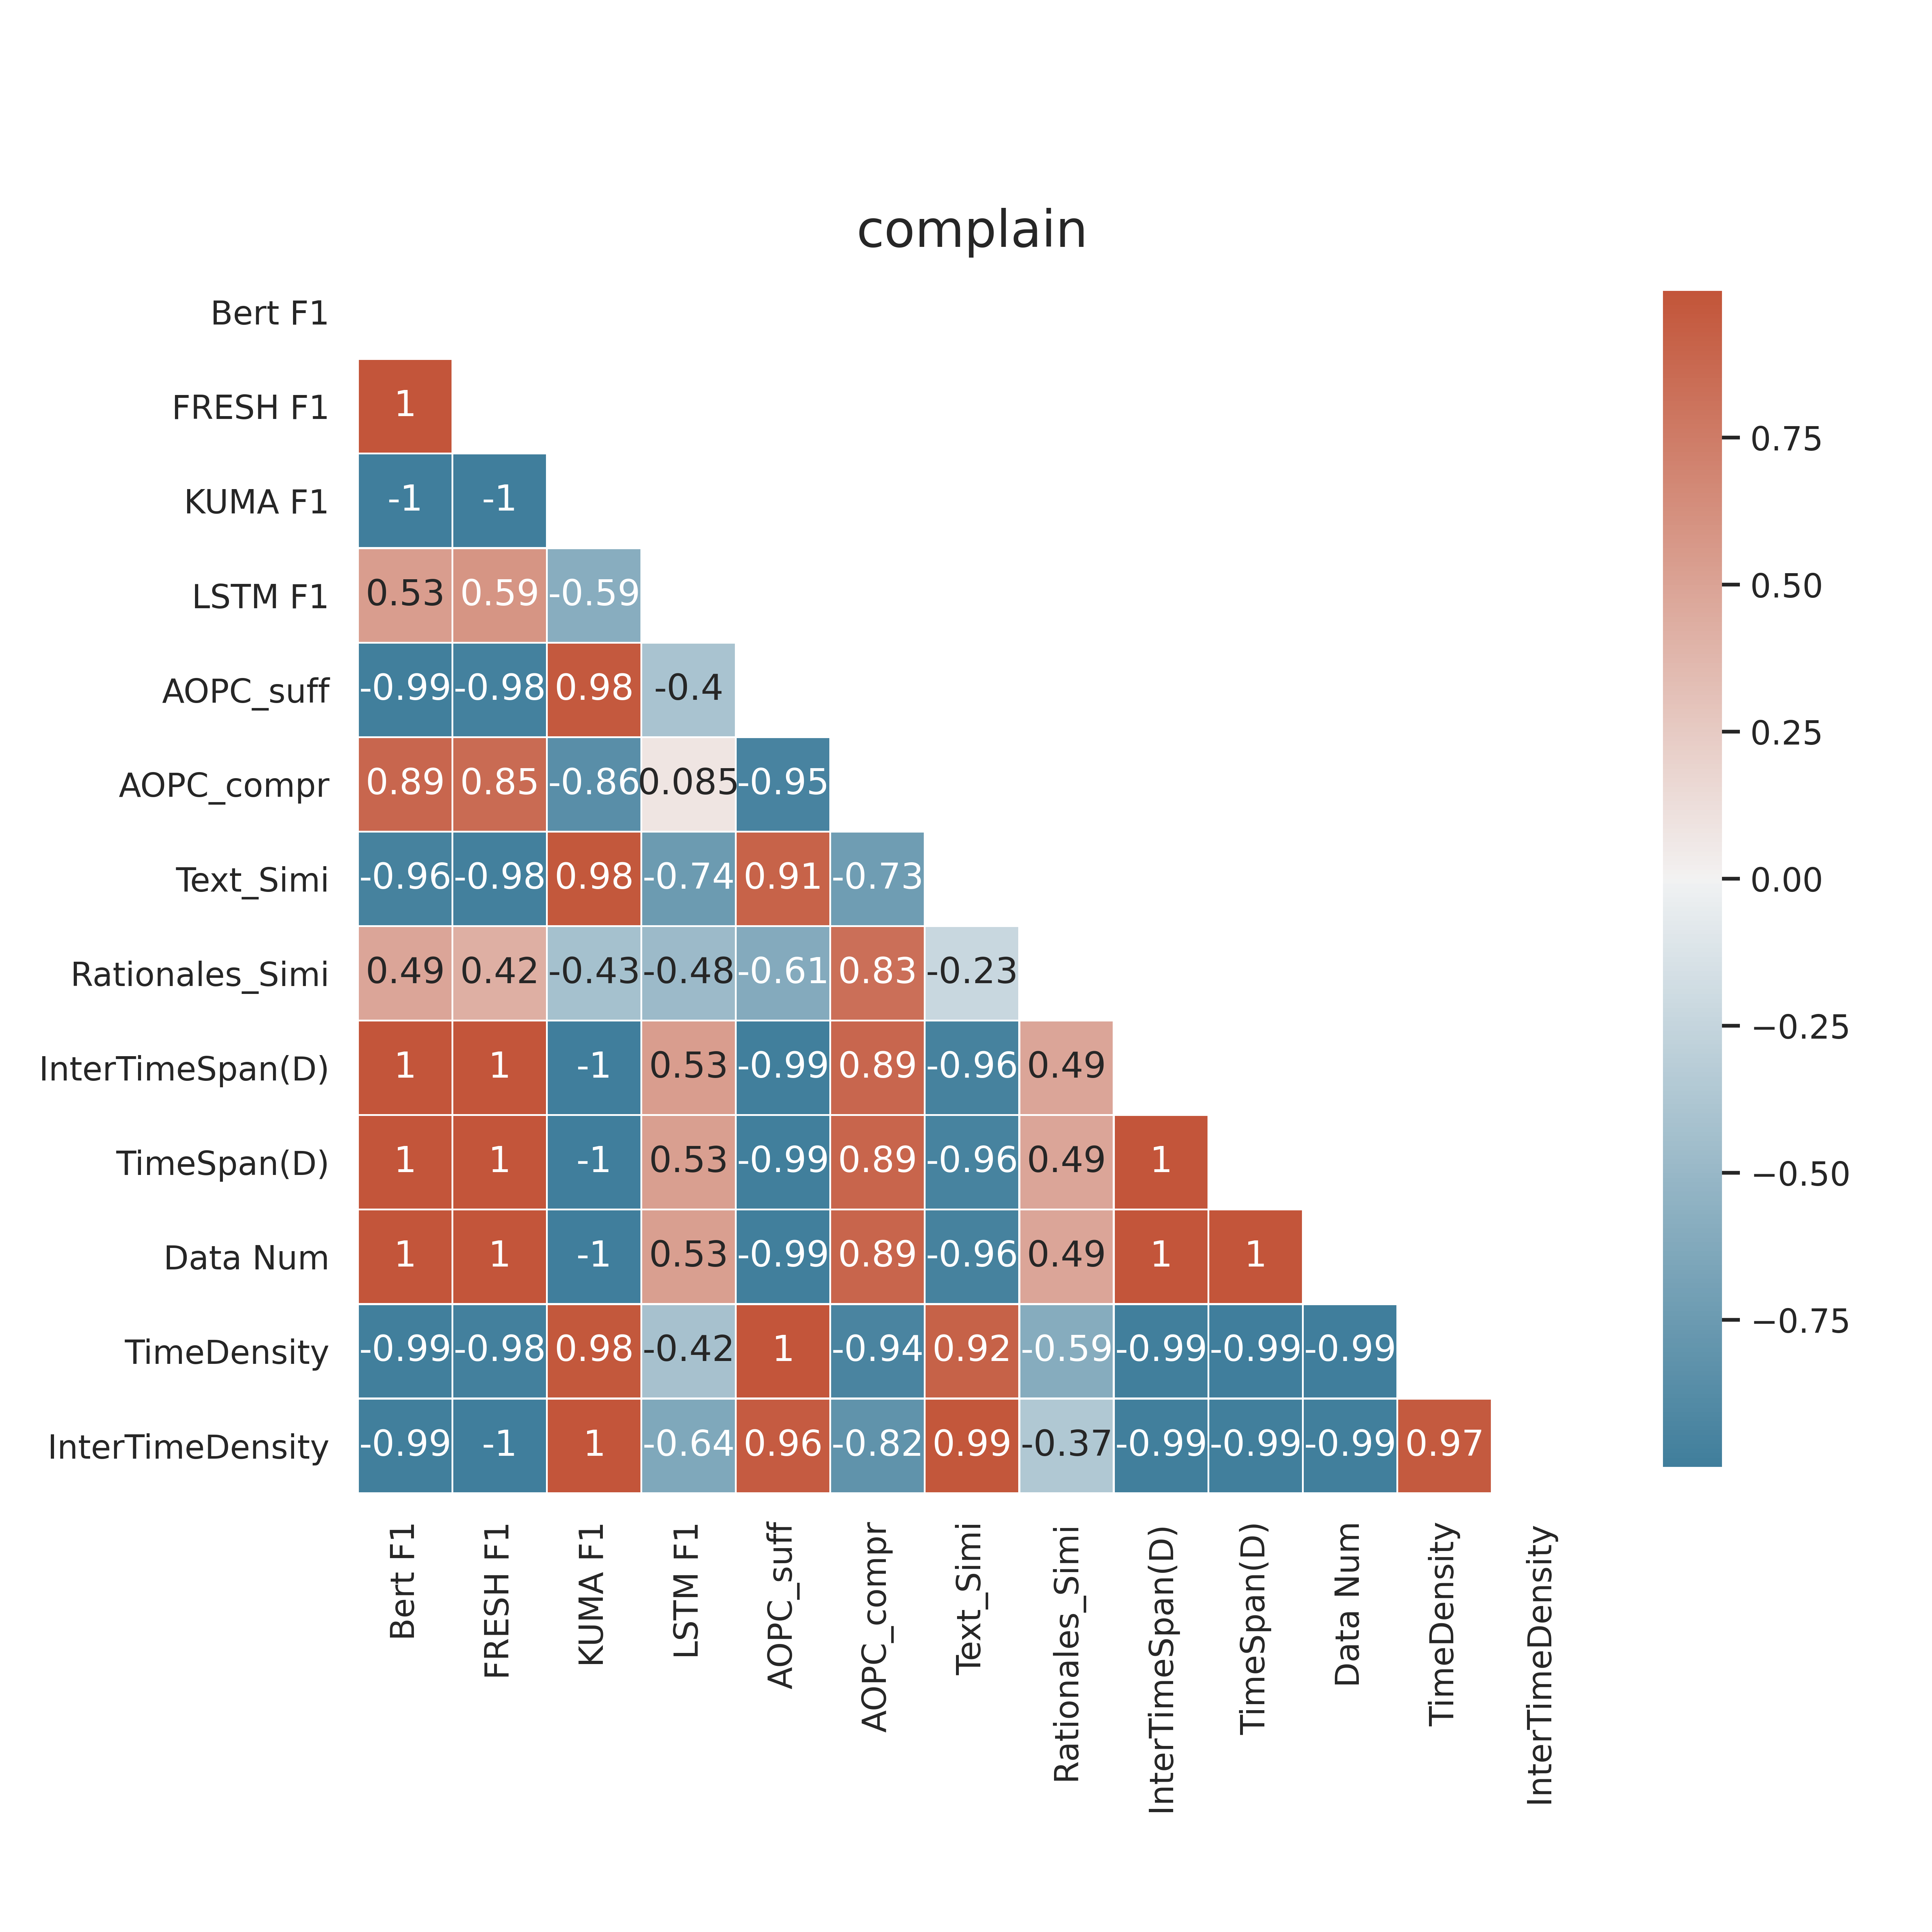 complain
Bert F1
FRESH F1 1
KUMA F1 -1 -1
LSTM F1 0.53 0.59 -0.59
AOPC_suff -0.99 -0.98 0.98 -0.4
AOPC_compr 0.89 0.85 -0.86 0.085 -0.95
Text_Simi -0.96 -0.98 0.98 -0.74 0.91 -0.73
Rationales_Simi 0.49 0.42 -0.43 -0.48 -0.61 0.83 -0.23
InterTimeSpan(D) 1 1 -1 0.53 -0.99 0.89 -0.96 0.49
TimeSpan(D) 1 1 -1 0.53 -0.99 0.89 -0.96 0.49 1
Data Num 1 1 -1 0.53 -0.99 0.89 -0.96 0.49 1 1
TimeDensity -0.99 -0.98 0.98 -0.42 1 -0.94 0.92 -0.59 -0.99 -0.99 -0.99
InterTimeDensity -0.99 -1 1 -0.64 0.96 -0.82 0.99 -0.37 -0.99 -0.99 -0.99 0.97
Bert F1
FRESH F1
KUMA F1
LSTM F1
AOPC_suff
AOPC_compr
Text_Simi
Rationales_Simi
InterTimeSpan(D)
TimeSpan(D)
Data Num
TimeDensity
InterTimeDensity
0.75
0.50
0.25
0.00
−0.25
−0.50
−0.75